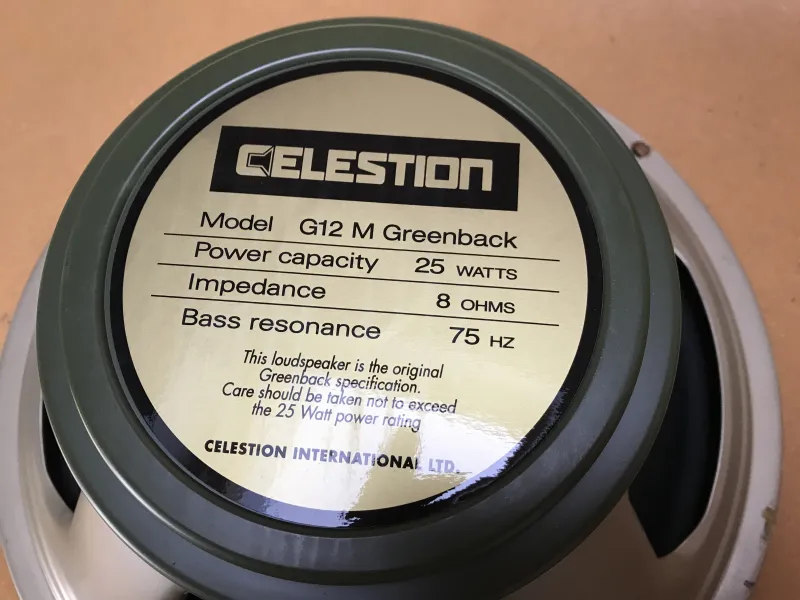 CELESTION
Model G12 M Greenback
Power capacity 25 WATTS
Impedance 8 OHMS
Bass resonance 75 HZ
This loudspeaker is the original
Greenback specification.
Care should be taken not to exceed
the 25 Watt power rating
CELESTION INTERNATIONAL LTD.